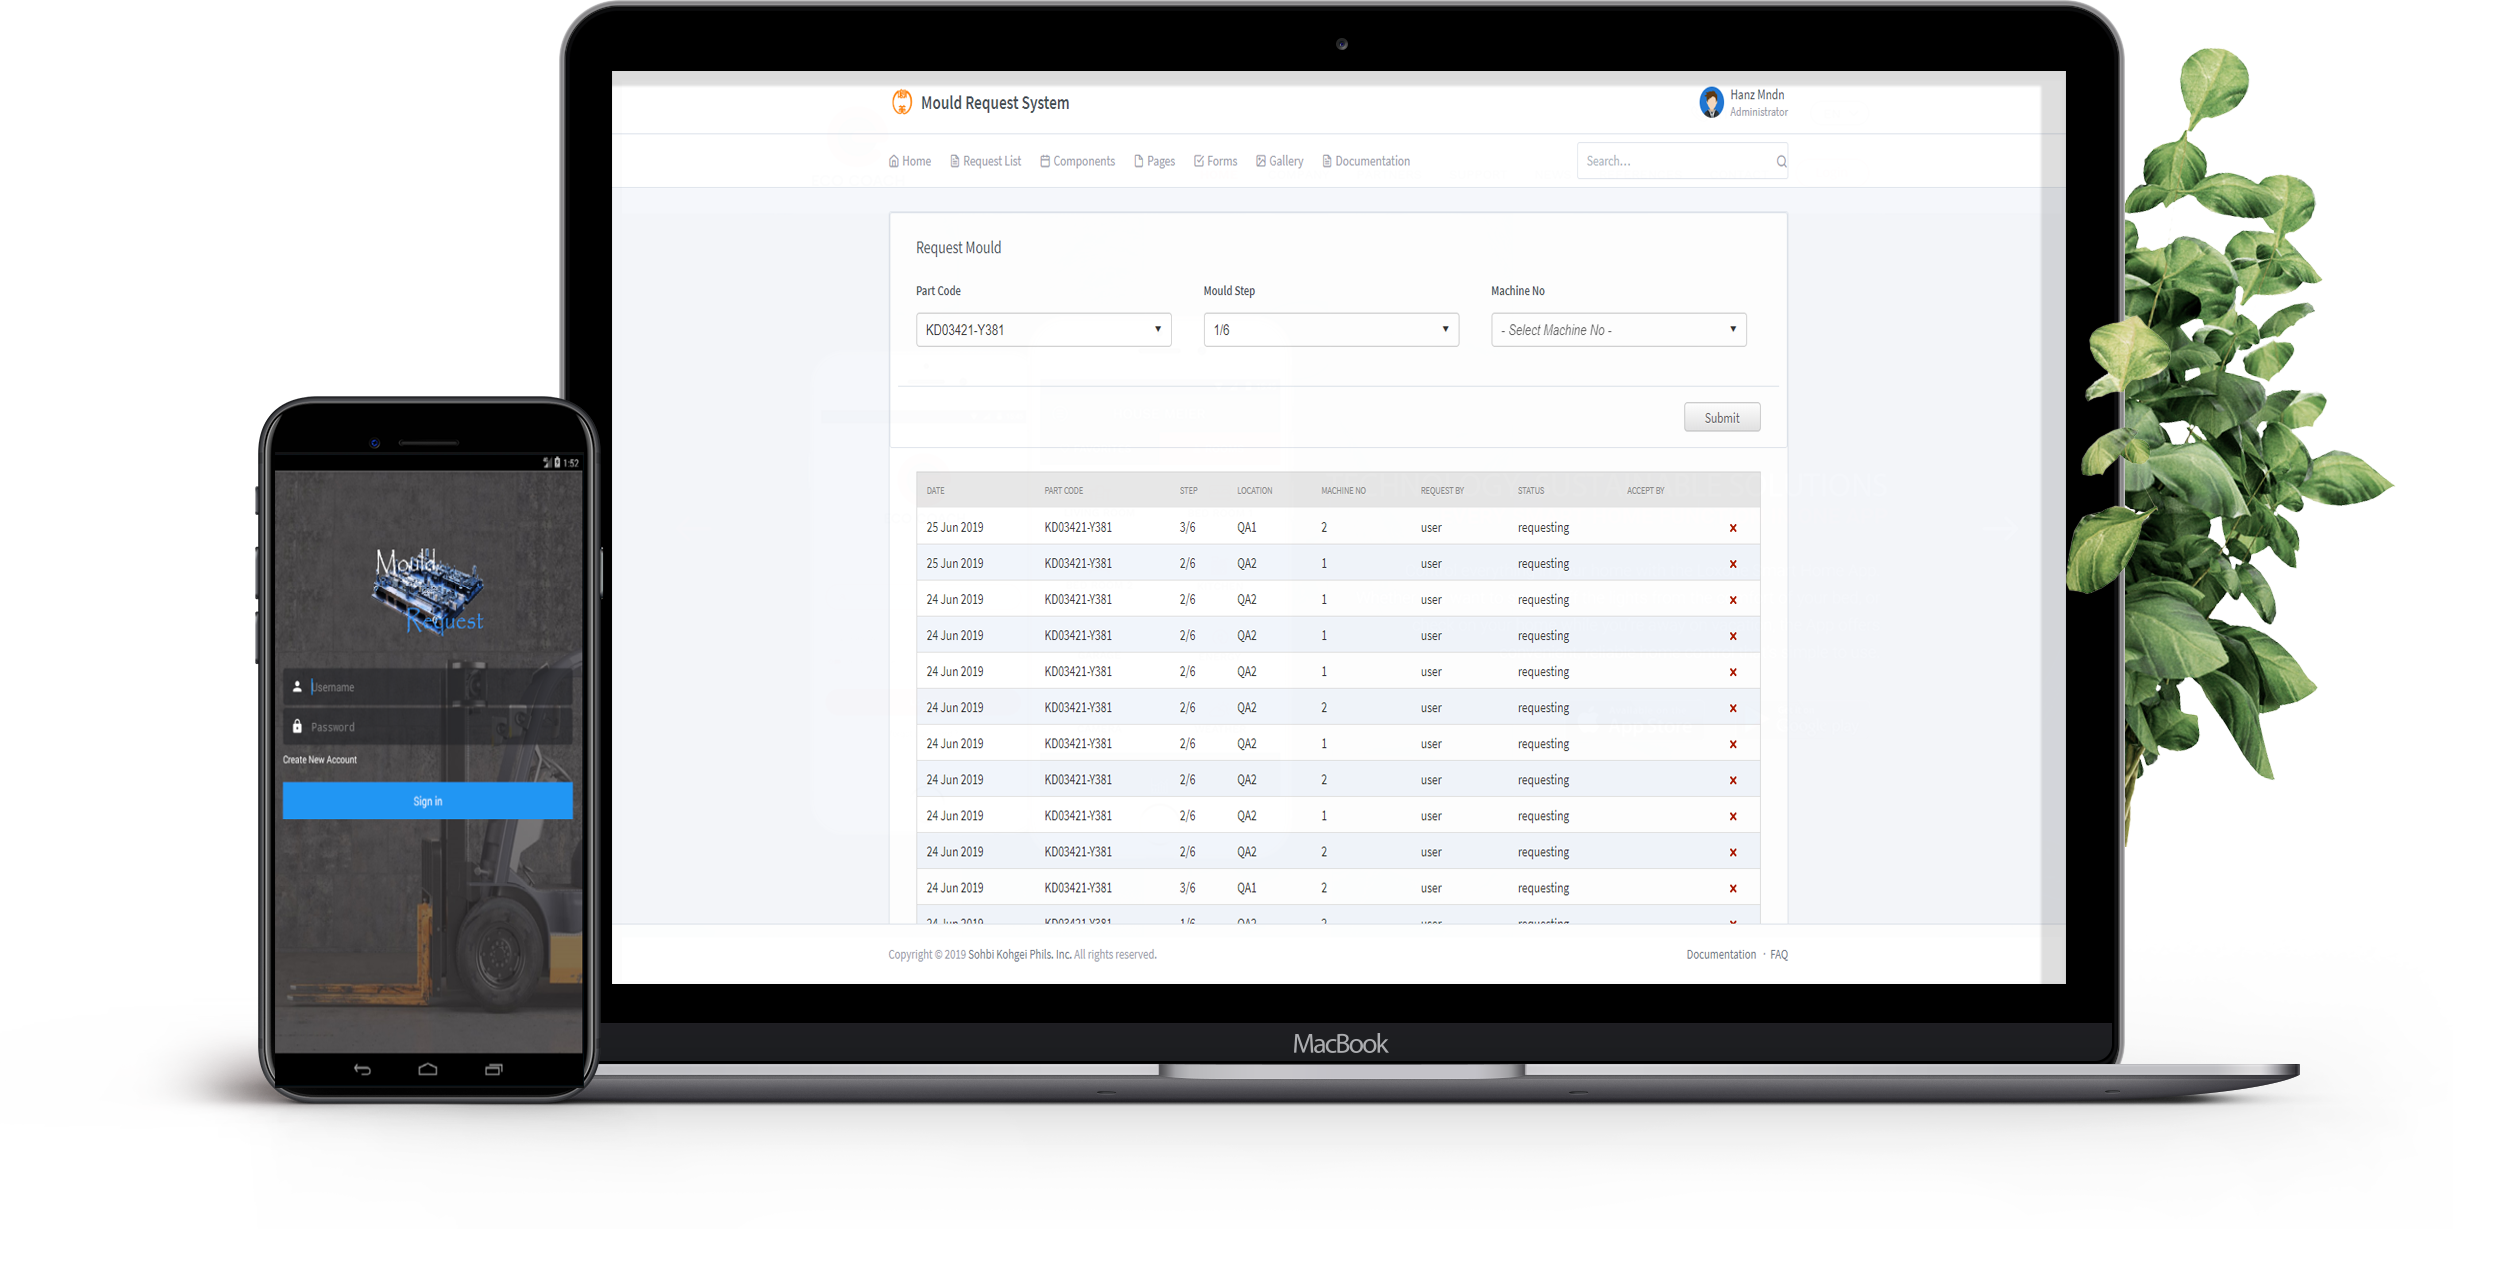 Mould Request System
Hanz Mndn
Administrator
Home Request List Components Pages Forms Gallery Documentation
Search...
Request Mould
Part Code Mould Step Machine No
KD03421-Y381 1/6 - Select Machine No -
Submit
DATE PART CODE STEP LOCATION MACHINE NO REQUEST BY STATUS ACCEPT BY
25 Jun 2019 KD03421-Y381 3/6 QA1 2 user requesting x
25 Jun 2019 KD03421-Y381 2/6 QA2 1 user requesting x
24 Jun 2019 KD03421-Y381 2/6 QA2 1 user requesting x
24 Jun 2019 KD03421-Y381 2/6 QA2 1 user requesting x
24 Jun 2019 KD03421-Y381 2/6 QA2 1 user requesting x
24 Jun 2019 KD03421-Y381 2/6 QA2 2 user requesting x
24 Jun 2019 KD03421-Y381 2/6 QA2 1 user requesting x
24 Jun 2019 KD03421-Y381 2/6 QA2 2 user requesting x
24 Jun 2019 KD03421-Y381 2/6 QA2 1 user requesting x
24 Jun 2019 KD03421-Y381 2/6 QA2 2 user requesting x
24 Jun 2019 KD03421-Y381 3/6 QA1 2 user requesting x
24 Jun 2019 KD03421-Y381 1/6 QA2 2 user requesting x
Copyright © 2019 Sohbi Kohgei Phils. Inc. All rights reserved.
Documentation · FAQ
MacBook
1:52
Mould
Request
Username
Password
Create New Account
Sign in